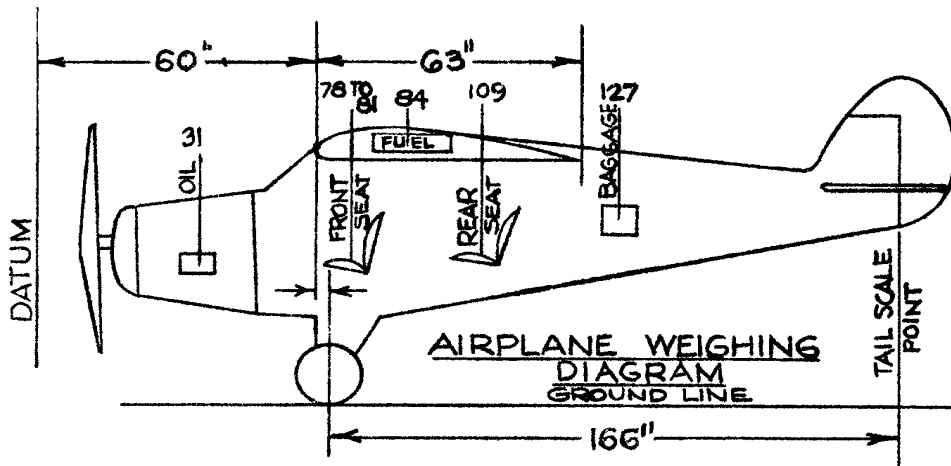 60"
63"
78 TO
81
84
109
127
OIL 31
FUEL
BAGGAGE
FRONT
SEAT
REAR
SEAT
DATUM
TAIL SCALE
POINT
AIRPLANE WEIGHING
DIAGRAM
GROUND LINE
166"